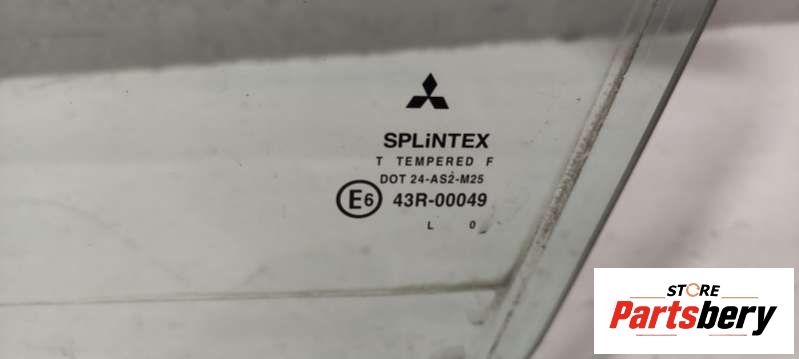 SPLiNTEX
T TEMPERED F
DOT 24-AS2-M25
E6 43R-00049
L 0
STORE
Partsbery